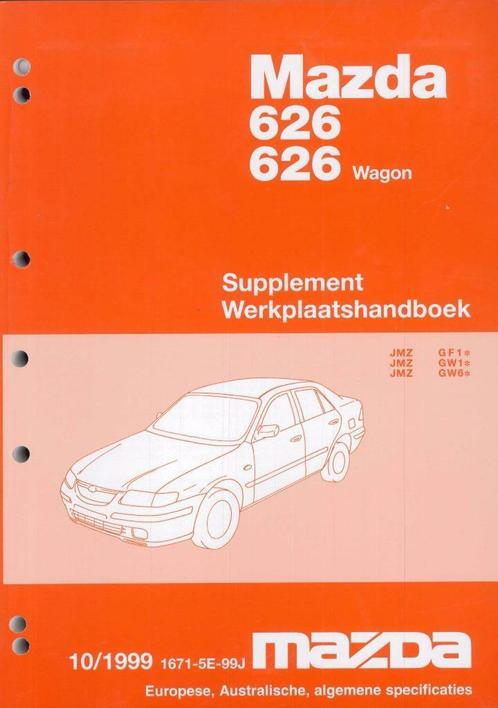 Mazda
626
626 Wagon
Supplement
Werkplaatshandboek
JMZ GF1*
JMZ GW1*
JMZ GW6*
10/1999 1671-5E-99J mazda
Europese, Australische, algemene specificaties